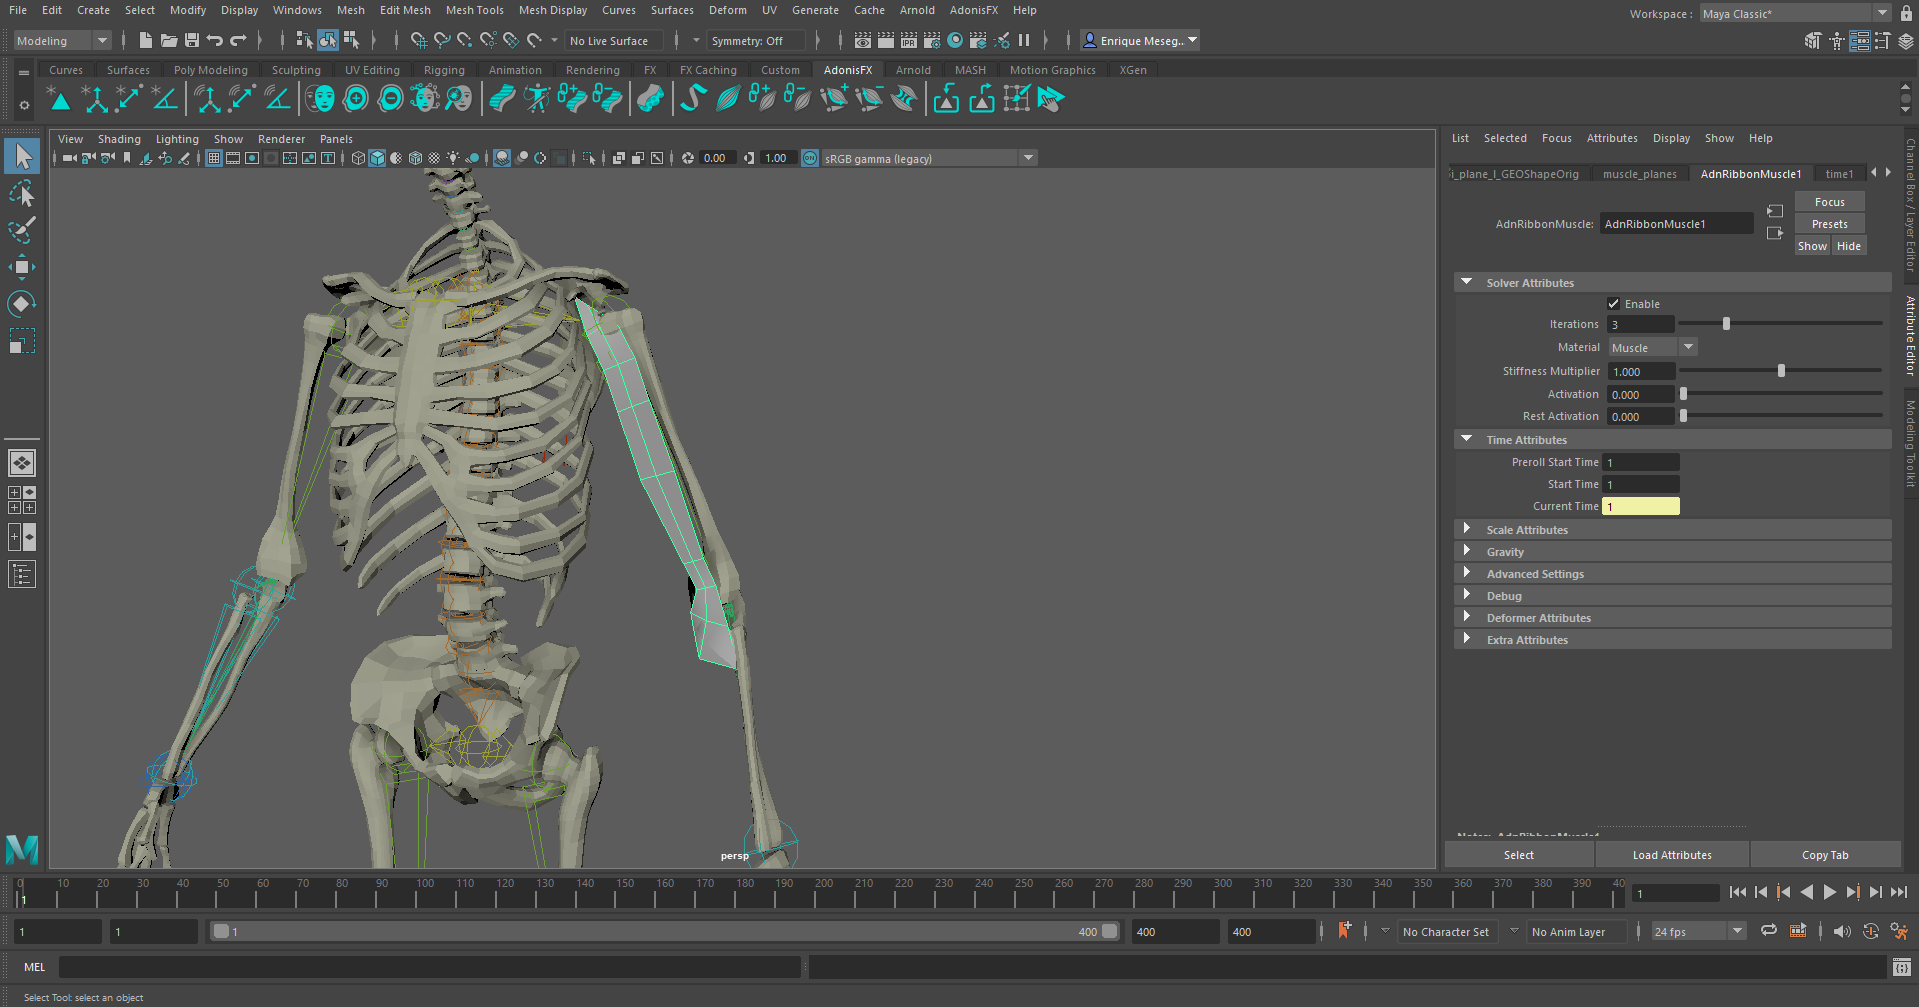 File Edit Create Select Modify Display Windows Mesh Edit Mesh Mesh Tools Mesh Display Curves Surfaces Deform UV Generate Cache Arnold AdonisFX Help
Workspace : Maya Classic*
Modeling No Live Surface Symmetry: Off IPR Enrique Meseg...
Curves Surfaces Poly Modeling Sculpting UV Editing Rigging Animation Rendering FX FX Caching Custom AdonisFX Arnold MASH Motion Graphics XGen
View Shading Lighting Show Renderer Panels
0.00 1.00 ON sRGB gamma (legacy)
List Selected Focus Attributes Display Show Help
i_plane_l_GEOShapeOrig muscle_planes AdnRibbonMuscle1 time1
Focus
AdnRibbonMuscle: AdnRibbonMuscle1 Presets
Show Hide
Solver Attributes
Enable
Iterations 3
Material Muscle
Stiffness Multiplier 1.000
Activation 0.000
Rest Activation 0.000
Time Attributes
Preroll Start Time 1
Start Time 1
Current Time 1
Scale Attributes
Gravity
Advanced Settings
Debug
Deformer Attributes
Extra Attributes
Notes: AdnRibbonMuscle1
Select Load Attributes Copy Tab
Channel Box / Layer Editor
Attribute Editor
Modeling Toolkit
persp
0 10 20 30 40 50 60 70 80 90 100 110 120 130 140 150 160 170 180 190 200 210 220 230 240 250 260 270 280 290 300 310 320 330 340 350 360 370 380 390 40
1 1
1 1 1 400 400 400 No Character Set No Anim Layer 24 fps
MEL
Select Tool: select an object